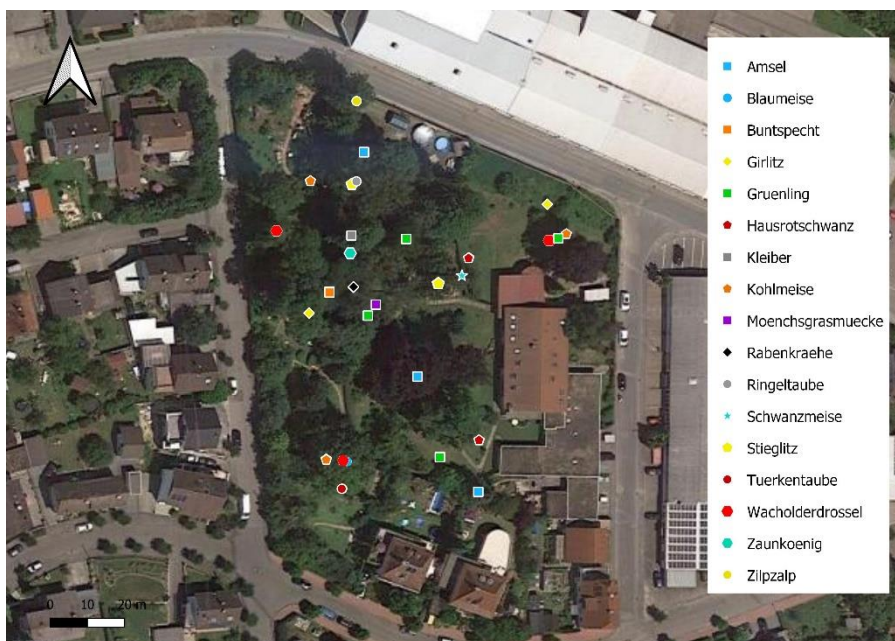 Amsel
Blaumeise
Buntspecht
Girlitz
Gruenling
Hausrotschwanz
Kleiber
Kohlmeise
Moenchsgrasmuecke
Rabenkraehe
Ringeltaube
Schwanzmeise
Stieglitz
Tuerkentaube
Wacholderdrossel
Zaunkoenig
Zilpzalp
0 10 20 m